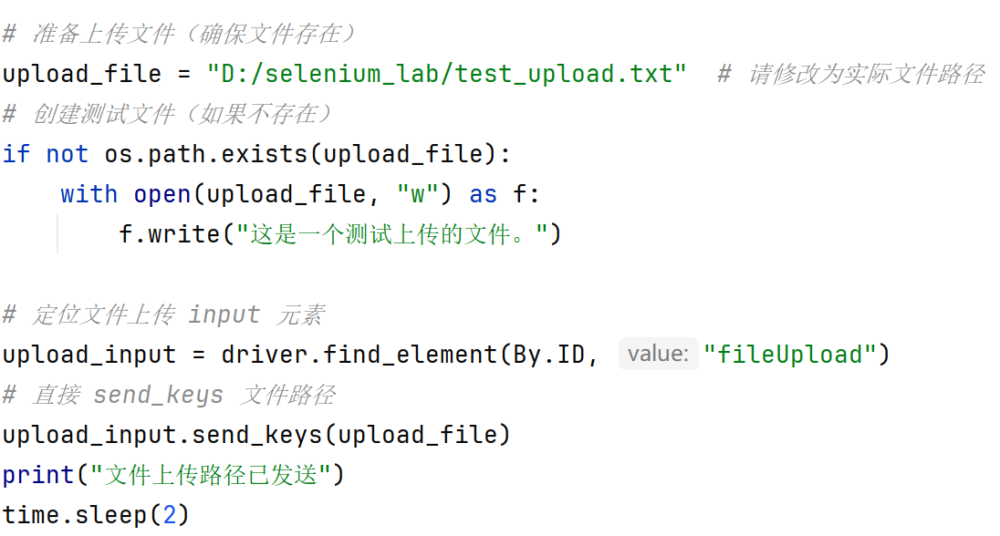 # 准备上传文件（确保文件存在）
upload_file = "D:/selenium_lab/test_upload.txt"  # 请修改为实际文件路径
# 创建测试文件（如果不存在）
if not os.path.exists(upload_file):
    with open(upload_file, "w") as f:
        f.write("这是一个测试上传的文件。")
# 定位文件上传 input 元素
upload_input = driver.find_element(By.ID, value: "fileUpload")
# 直接 send_keys 文件路径
upload_input.send_keys(upload_file)
print("文件上传路径已发送")
time.sleep(2)